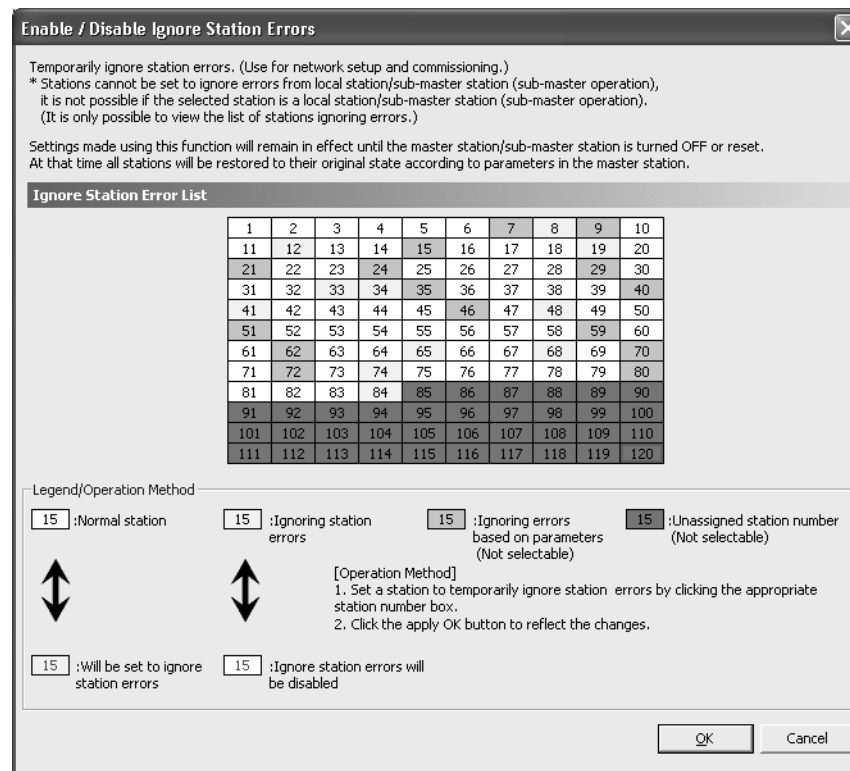 Enable / Disable Ignore Station Errors
Temporarily ignore station errors. (Use for network setup and commissioning.)
* Stations cannot be set to ignore errors from local station/sub-master station (sub-master operation),
it is not possible if the selected station is a local station/sub-master station (sub-master operation).
(It is only possible to view the list of stations ignoring errors.)
Settings made using this function will remain in effect until the master station/sub-master station is turned OFF or reset.
At that time all stations will be restored to their original state according to parameters in the master station.
Ignore Station Error List
1 2 3 4 5 6 7 8 9 10
11 12 13 14 15 16 17 18 19 20
21 22 23 24 25 26 27 28 29 30
31 32 33 34 35 36 37 38 39 40
41 42 43 44 45 46 47 48 49 50
51 52 53 54 55 56 57 58 59 60
61 62 63 64 65 66 67 68 69 70
71 72 73 74 75 76 77 78 79 80
81 82 83 84 85 86 87 88 89 90
91 92 93 94 95 96 97 98 99 100
101 102 103 104 105 106 107 108 109 110
111 112 113 114 115 116 117 118 119 120
Legend/Operation Method
15 :Normal station
15 :Ignoring station
errors
15 :Ignoring errors
based on parameters
(Not selectable)
15 :Unassigned station number
(Not selectable)
[Operation Method]
1. Set a station to temporarily ignore station errors by clicking the appropriate
station number box.
2. Click the apply OK button to reflect the changes.
15 :Will be set to ignore
station errors
15 :Ignore station errors will
be disabled
OK
Cancel